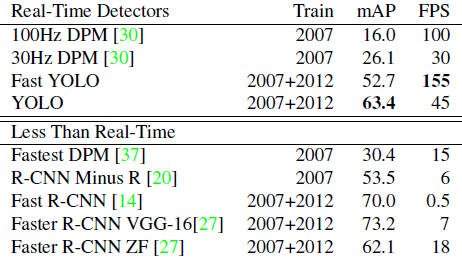 Real-Time Detectors Train mAP FPS
100Hz DPM [30] 2007 16.0 100
30Hz DPM [30] 2007 26.1 30
Fast YOLO 2007+2012 52.7 155
YOLO 2007+2012 63.4 45
Less Than Real-Time
Fastest DPM [37] 2007 30.4 15
R-CNN Minus R [20] 2007 53.5 6
Fast R-CNN [14] 2007+2012 70.0 0.5
Faster R-CNN VGG-16[27] 2007+2012 73.2 7
Faster R-CNN ZF [27] 2007+2012 62.1 18